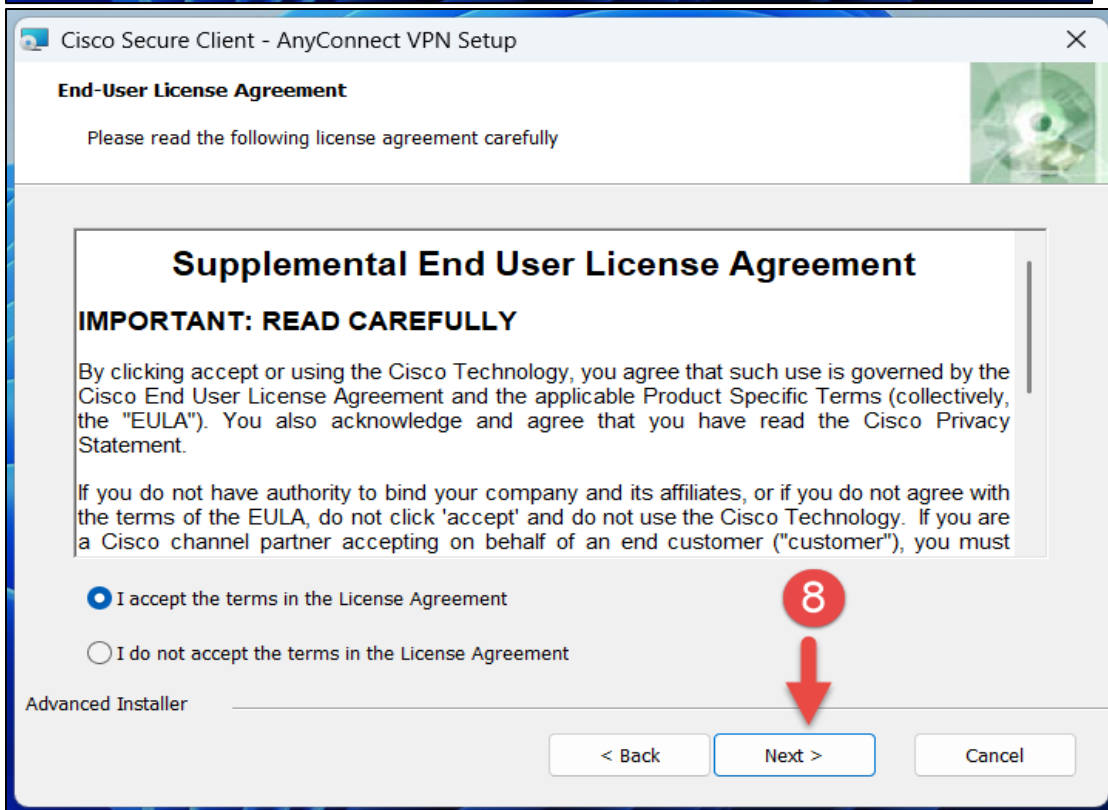 Cisco Secure Client - AnyConnect VPN Setup
End-User License Agreement
Please read the following license agreement carefully
Supplemental End User License Agreement
IMPORTANT: READ CAREFULLY
By clicking accept or using the Cisco Technology, you agree that such use is governed by the
Cisco End User License Agreement and the applicable Product Specific Terms (collectively,
the "EULA"). You also acknowledge and agree that you have read the Cisco Privacy
Statement.
If you do not have authority to bind your company and its affiliates, or if you do not agree with
the terms of the EULA, do not click 'accept' and do not use the Cisco Technology. If you are
a Cisco channel partner accepting on behalf of an end customer ("customer"), you must
I accept the terms in the License Agreement
8
I do not accept the terms in the License Agreement
Advanced Installer
< Back Next > Cancel